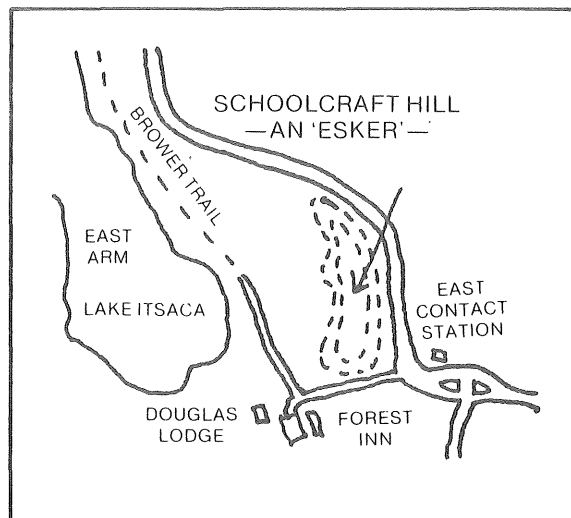 SCHOOLCRAFT HILL
—AN 'ESKER'—
BROWER TRAIL
EAST
ARM
LAKE ITSACA
EAST
CONTACT
STATION
DOUGLAS
LODGE
FOREST
INN